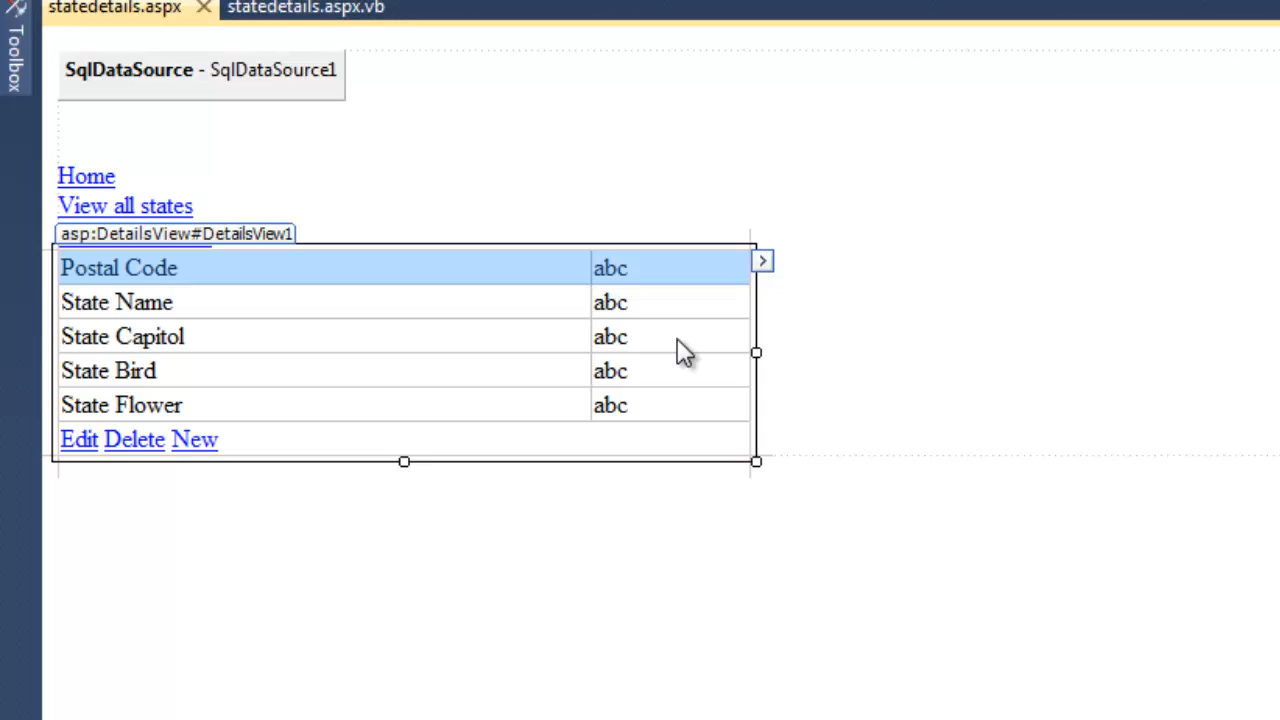 statedetails.aspx statedetails.aspx.vb
Toolbox
SqlDataSource - SqlDataSource1
Home
View all states
asp:DetailsView#DetailsView1
Postal Code abc
State Name abc
State Capitol abc
State Bird abc
State Flower abc
Edit Delete New